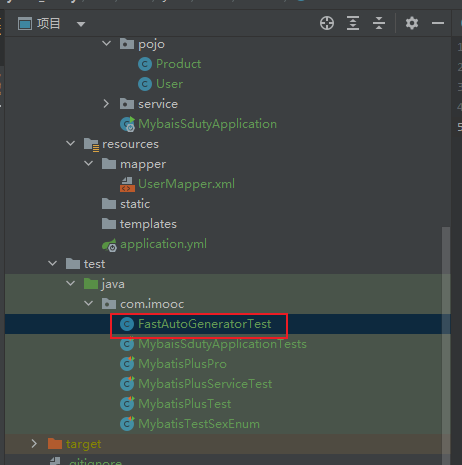 项目
pojo
Product
User
service
MybaisSdutyApplication
resources
mapper
UserMapper.xml
static
templates
application.yml
test
java
com.imooc
FastAutoGeneratorTest
MybaisSdutyApplicationTests
MybatisPlusPro
MybatisPlusServiceTest
MybatisPlusTest
MybatisTestSexEnum
target
.gitignore